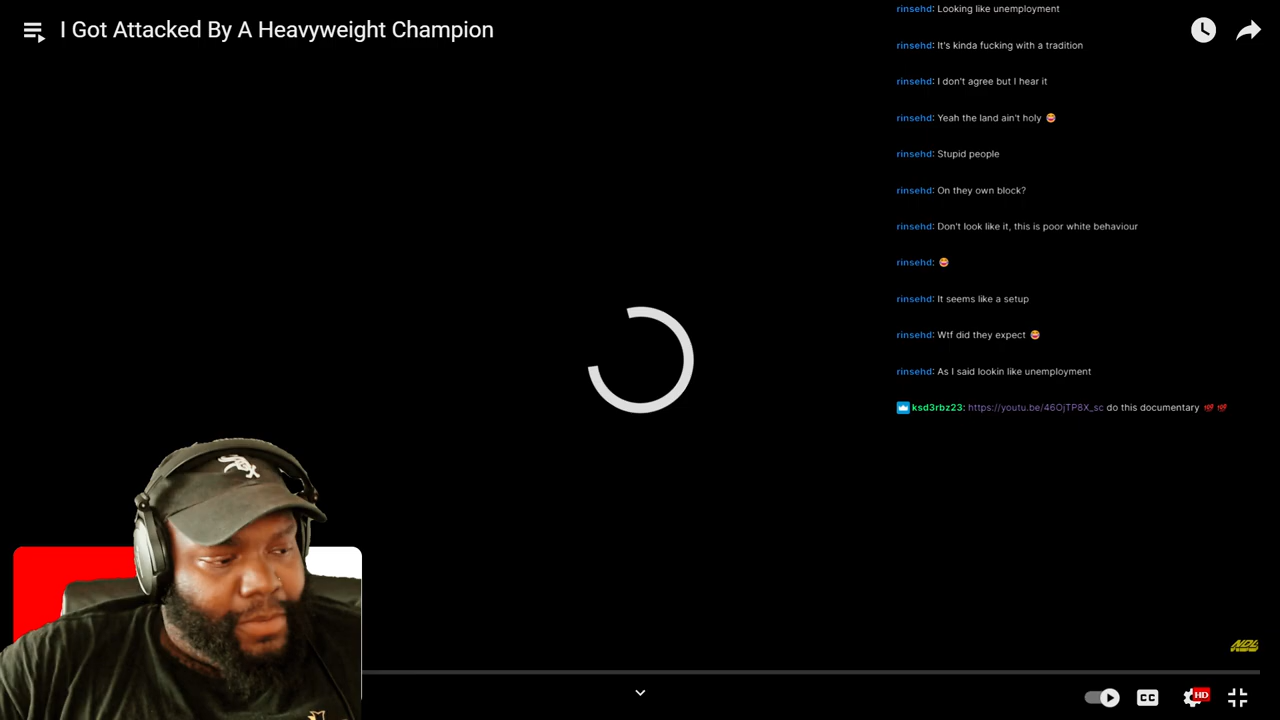 I Got Attacked By A Heavyweight Champion
rinsehd: Looking like unemployment
rinsehd: It's kinda fucking with a tradition
rinsehd: I don't agree but I hear it
rinsehd: Yeah the land ain't holy 😂
rinsehd: Stupid people
rinsehd: On they own block?
rinsehd: Don't look like it, this is poor white behaviour
rinsehd: 😂
rinsehd: It seems like a setup
rinsehd: Wtf did they expect 😂
rinsehd: As I said lookin like unemployment
ksd3rbz23: https://youtu.be/46OjTP8X_sc do this documentary 💯 💯
NDL
CC
HD